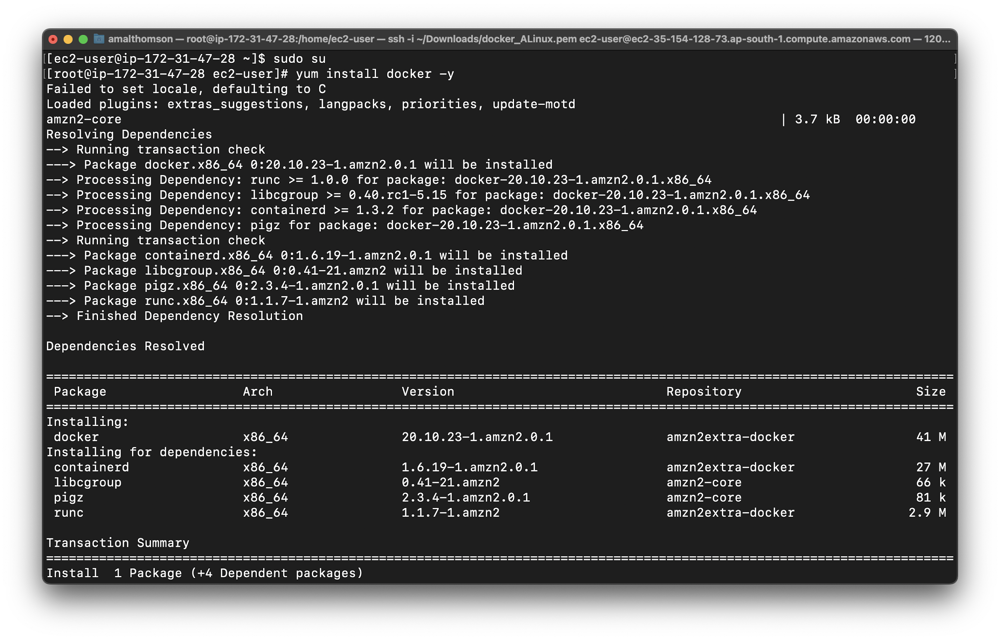 amalthomson — root@ip-172-31-47-28:/home/ec2-user — ssh -i ~/Downloads/docker_ALinux.pem ec2-user@ec2-35-154-128-73.ap-south-1.compute.amazonaws.com — 120...
[[ec2-user@ip-172-31-47-28 ~]$ sudo su ]
[[root@ip-172-31-47-28 ec2-user]# yum install docker -y ]
Failed to set locale, defaulting to C
Loaded plugins: extras_suggestions, langpacks, priorities, update-motd
amzn2-core | 3.7 kB 00:00:00
Resolving Dependencies
--> Running transaction check
---> Package docker.x86_64 0:20.10.23-1.amzn2.0.1 will be installed
--> Processing Dependency: runc >= 1.0.0 for package: docker-20.10.23-1.amzn2.0.1.x86_64
--> Processing Dependency: libcgroup >= 0.40.rc1-5.15 for package: docker-20.10.23-1.amzn2.0.1.x86_64
--> Processing Dependency: containerd >= 1.3.2 for package: docker-20.10.23-1.amzn2.0.1.x86_64
--> Processing Dependency: pigz for package: docker-20.10.23-1.amzn2.0.1.x86_64
--> Running transaction check
---> Package containerd.x86_64 0:1.6.19-1.amzn2.0.1 will be installed
---> Package libcgroup.x86_64 0:0.41-21.amzn2 will be installed
---> Package pigz.x86_64 0:2.3.4-1.amzn2.0.1 will be installed
---> Package runc.x86_64 0:1.1.7-1.amzn2 will be installed
--> Finished Dependency Resolution
Dependencies Resolved
========================================================================================================================
Package Arch Version Repository Size
========================================================================================================================
Installing:
docker x86_64 20.10.23-1.amzn2.0.1 amzn2extra-docker 41 M
Installing for dependencies:
containerd x86_64 1.6.19-1.amzn2.0.1 amzn2extra-docker 27 M
libcgroup x86_64 0.41-21.amzn2 amzn2-core 66 k
pigz x86_64 2.3.4-1.amzn2.0.1 amzn2-core 81 k
runc x86_64 1.1.7-1.amzn2 amzn2extra-docker 2.9 M
Transaction Summary
========================================================================================================================
Install 1 Package (+4 Dependent packages)